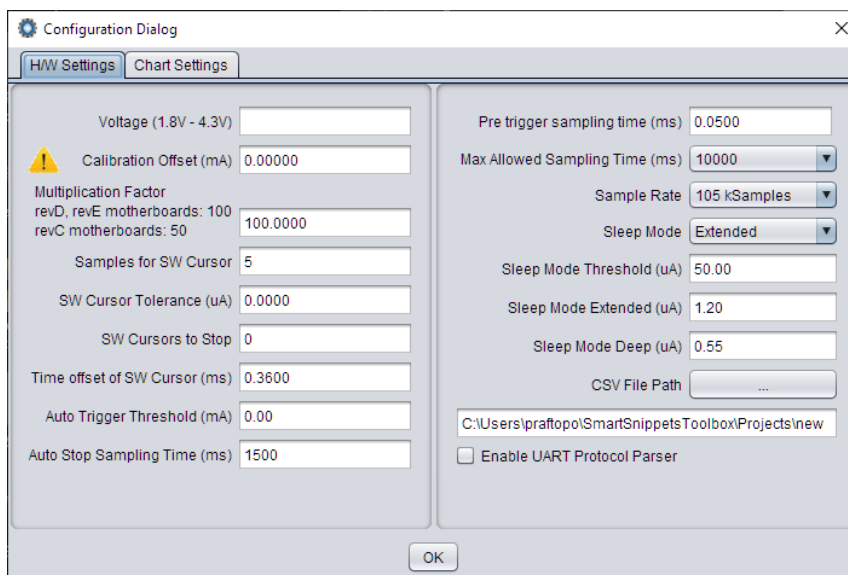 Configuration Dialog
H/W Settings Chart Settings
Voltage (1.8V - 4.3V)
Calibration Offset (mA) 0.00000
Multiplication Factor
revD, revE motherboards: 100
revC motherboards: 50
100.0000
Samples for SW Cursor 5
SW Cursor Tolerance (uA) 0.0000
SW Cursors to Stop 0
Time offset of SW Cursor (ms) 0.3600
Auto Trigger Threshold (mA) 0.00
Auto Stop Sampling Time (ms) 1500
Pre trigger sampling time (ms) 0.0500
Max Allowed Sampling Time (ms) 10000
Sample Rate 105 kSamples
Sleep Mode Extended
Sleep Mode Threshold (uA) 50.00
Sleep Mode Extended (uA) 1.20
Sleep Mode Deep (uA) 0.55
CSV File Path ...
C:\Users\praftopo\SmartSnippetsToolbox\Projects\new
Enable UART Protocol Parser
OK